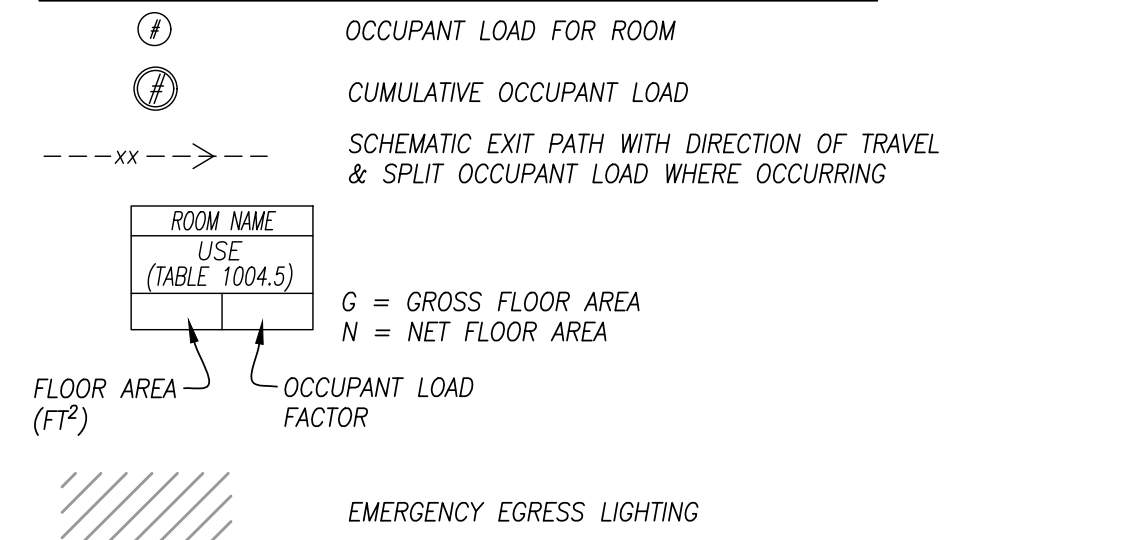 #
OCCUPANT LOAD FOR ROOM
#
CUMULATIVE OCCUPANT LOAD
XX
SCHEMATIC EXIT PATH WITH DIRECTION OF TRAVEL
& SPLIT OCCUPANT LOAD WHERE OCCURRING
ROOM NAME
USE
(TABLE 1004.5)
G = GROSS FLOOR AREA
N = NET FLOOR AREA
FLOOR AREA
(FT²)
OCCUPANT LOAD
FACTOR
EMERGENCY EGRESS LIGHTING